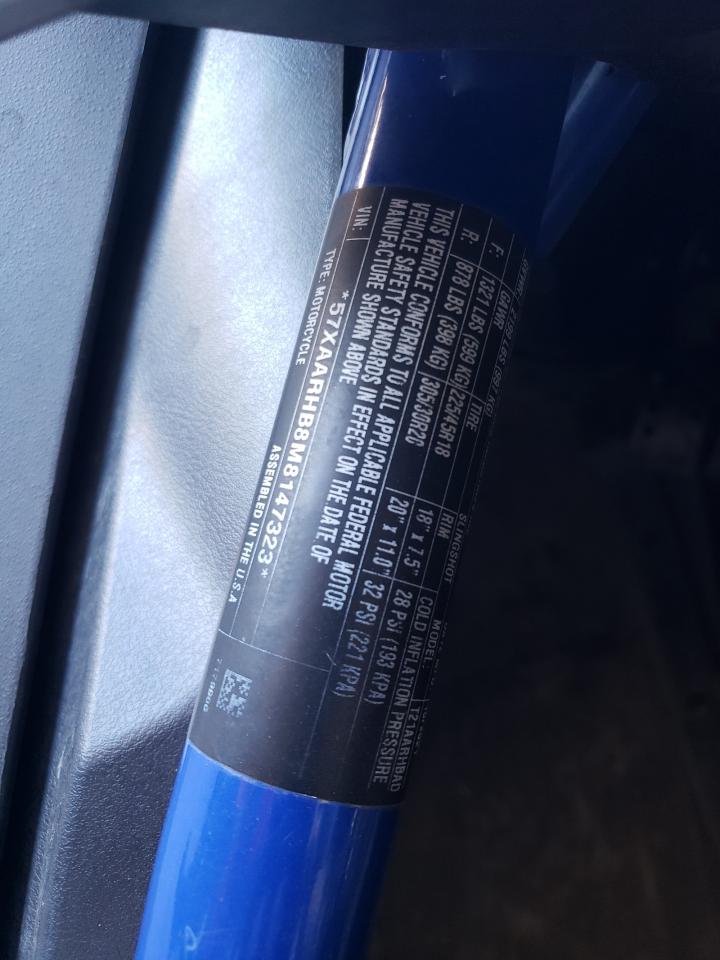 SLINGSHOT MODEL: T21AARHBAD
GAWR TIRE RIM COLD INFLATION PRESSURE
F: 1321 LBS (599 KG) 225/45R18 18" x 7.5" 28 PSI (193 KPA)
R: 878 LBS (398 KG) 305/30R20 20" x 11.0" 32 PSI (221 KPA)
THIS VEHICLE CONFORMS TO ALL APPLICABLE FEDERAL MOTOR
VEHICLE SAFETY STANDARDS IN EFFECT ON THE DATE OF
MANUFACTURE SHOWN ABOVE
VIN: *57XAARHB8M8147323*
TYPE: MOTORCYCLE ASSEMBLED IN THE U.S.A